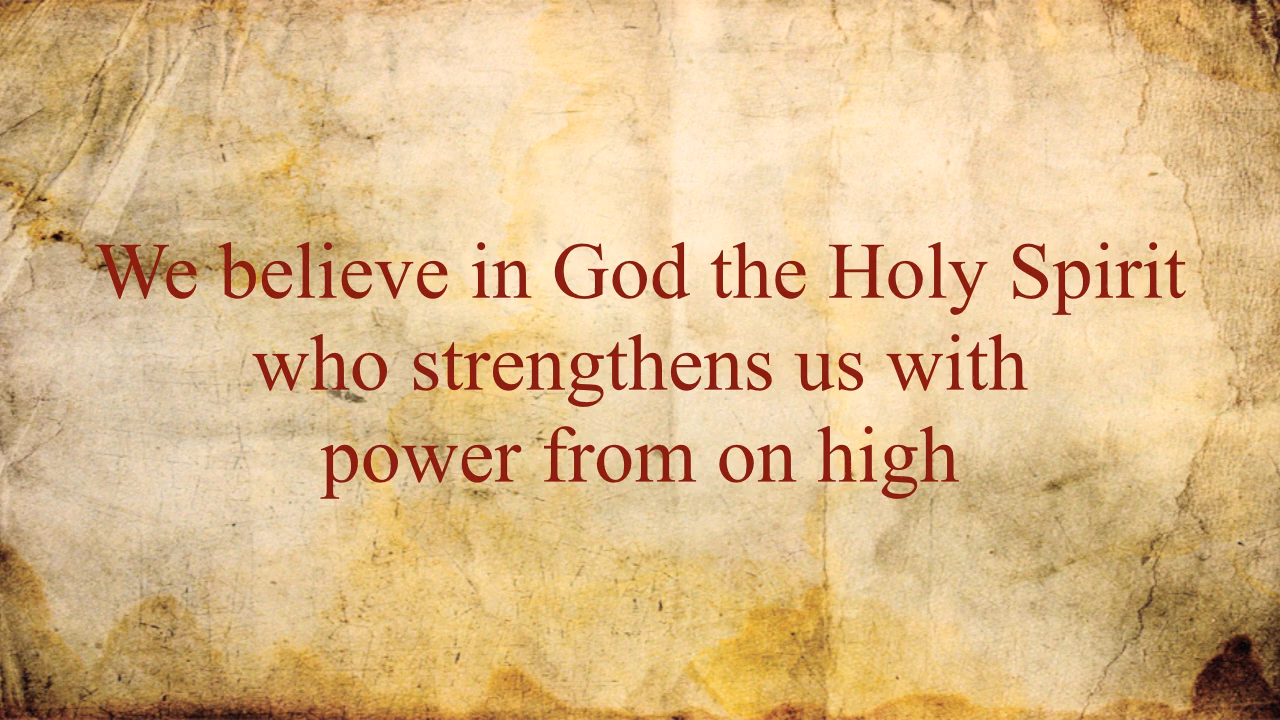 We believe in God the Holy Spirit
who strengthens us with
power from on high